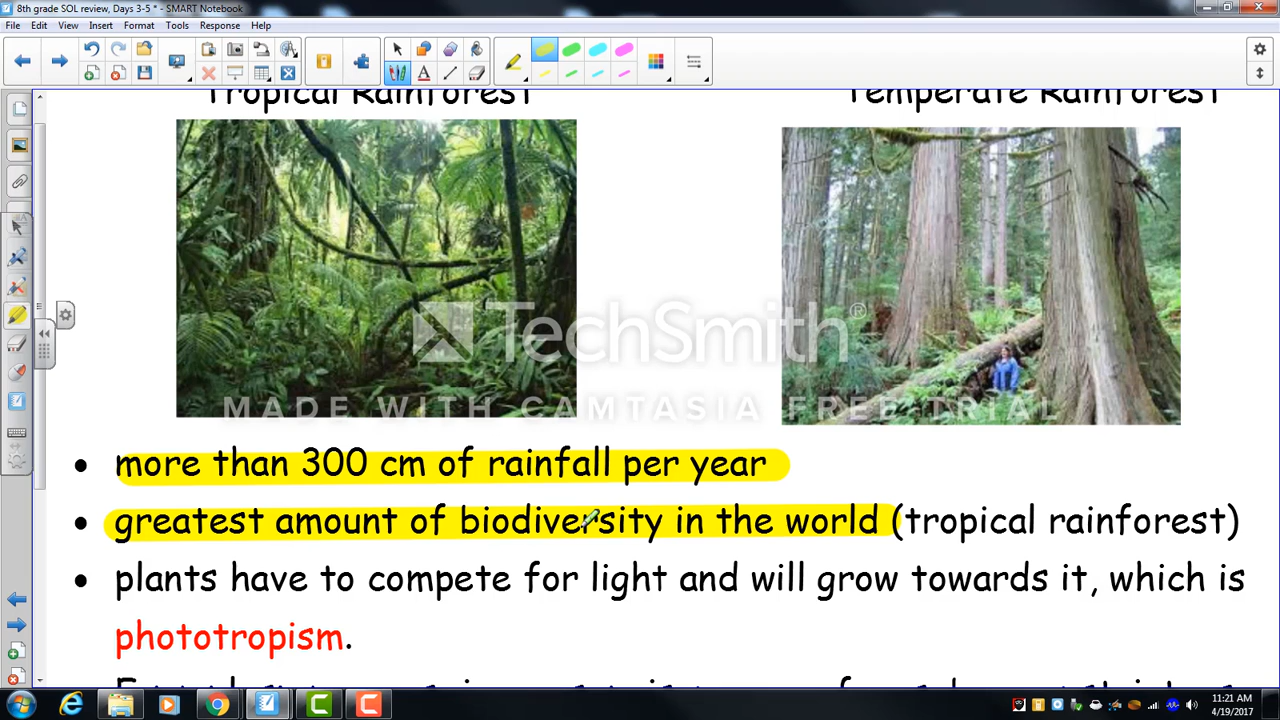 8th grade SOL review, Days 3-5 * - SMART Notebook
File Edit View Insert Format Tools Response Help
Tropical Rainforest Temperate Rainforest
TechSmith®
MADE WITH CAMTASIA FREE TRIAL
• more than 300 cm of rainfall per year
• greatest amount of biodiversity in the world (tropical rainforest)
• plants have to compete for light and will grow towards it, which is
phototropism.
11:21 AM
4/19/2017